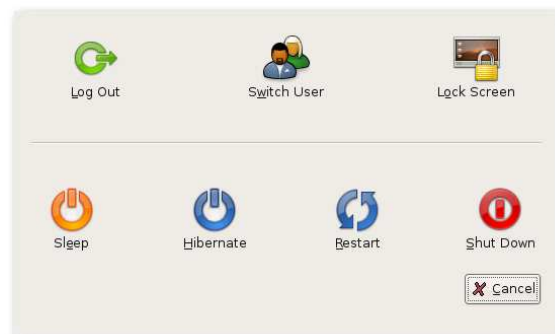 Log Out
Switch User
Lock Screen
Sleep
Hibernate
Restart
Shut Down
Cancel